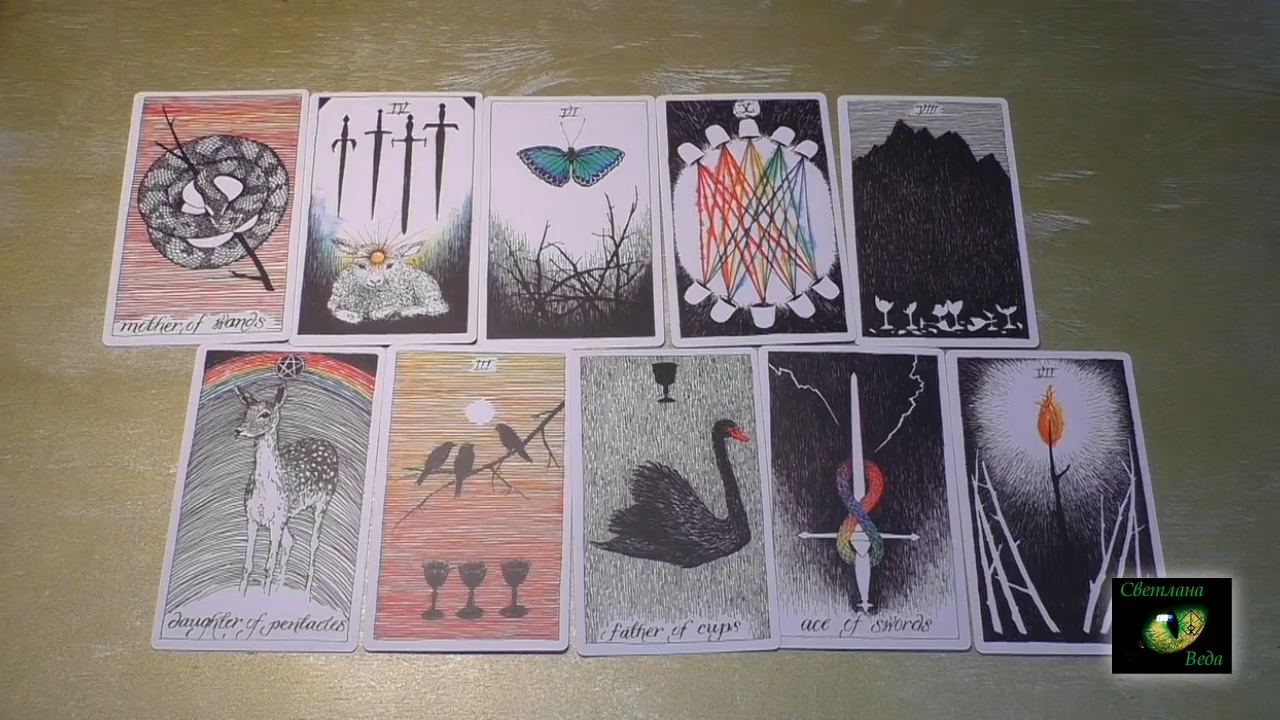 IV
VI
X
VIII
mother of wands
III
VII
daughter of pentacles
father of cups
ace of swords
Светлана
Веда